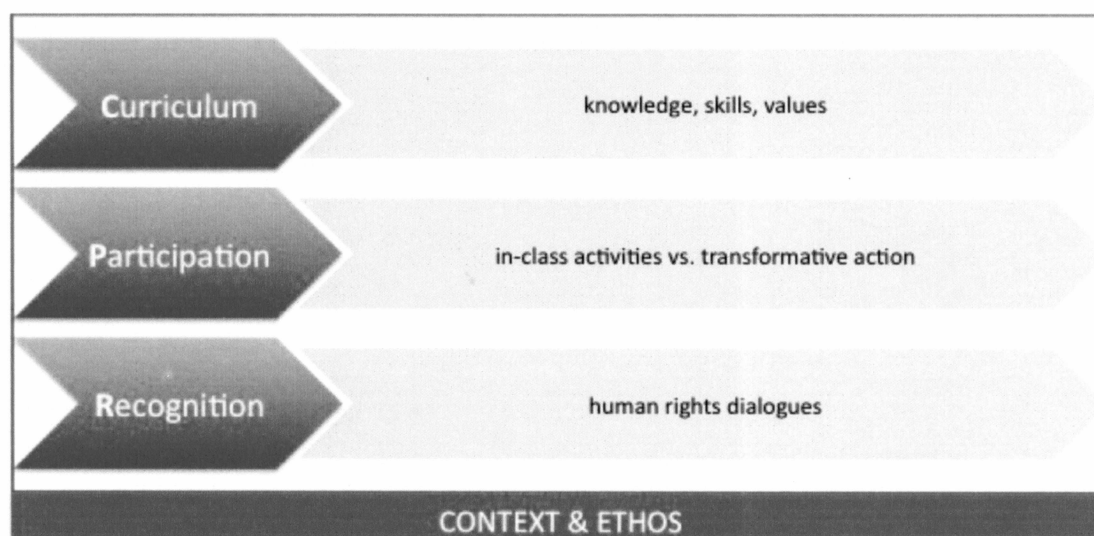 Curriculum
knowledge, skills, values
Participation
in-class activities vs. transformative action
Recognition
human rights dialogues
CONTEXT & ETHOS